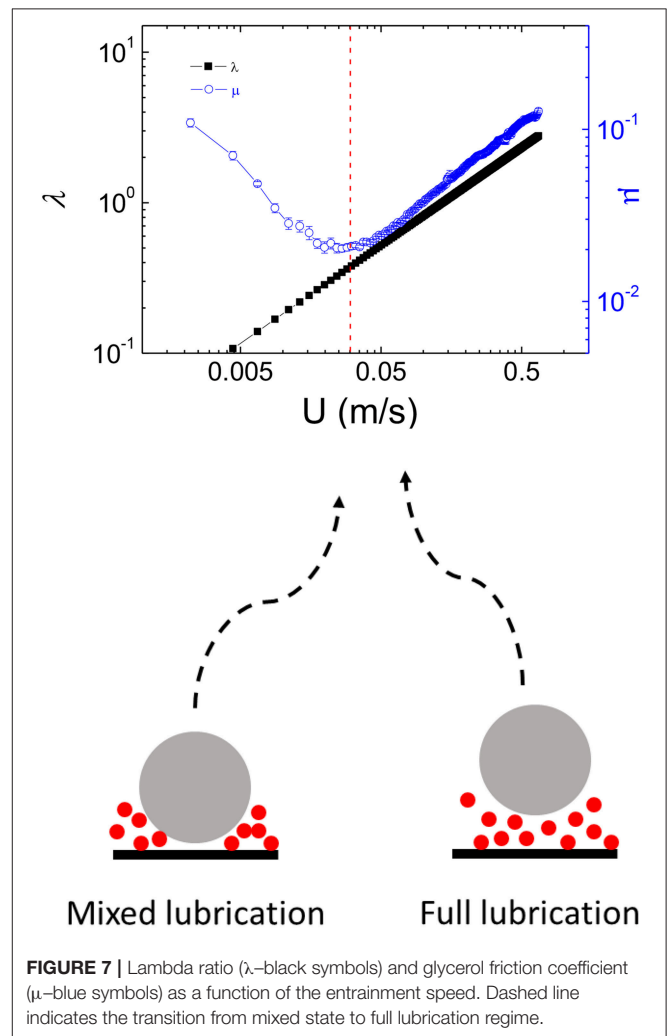 10¹
10⁰
10⁻¹
λ
λ
μ
10⁻¹
10⁻²
μ
0.005
0.05
0.5
U (m/s)
Mixed lubrication
Full lubrication
FIGURE 7 | Lambda ratio (λ–black symbols) and glycerol friction coefficient
(μ–blue symbols) as a function of the entrainment speed. Dashed line
indicates the transition from mixed state to full lubrication regime.